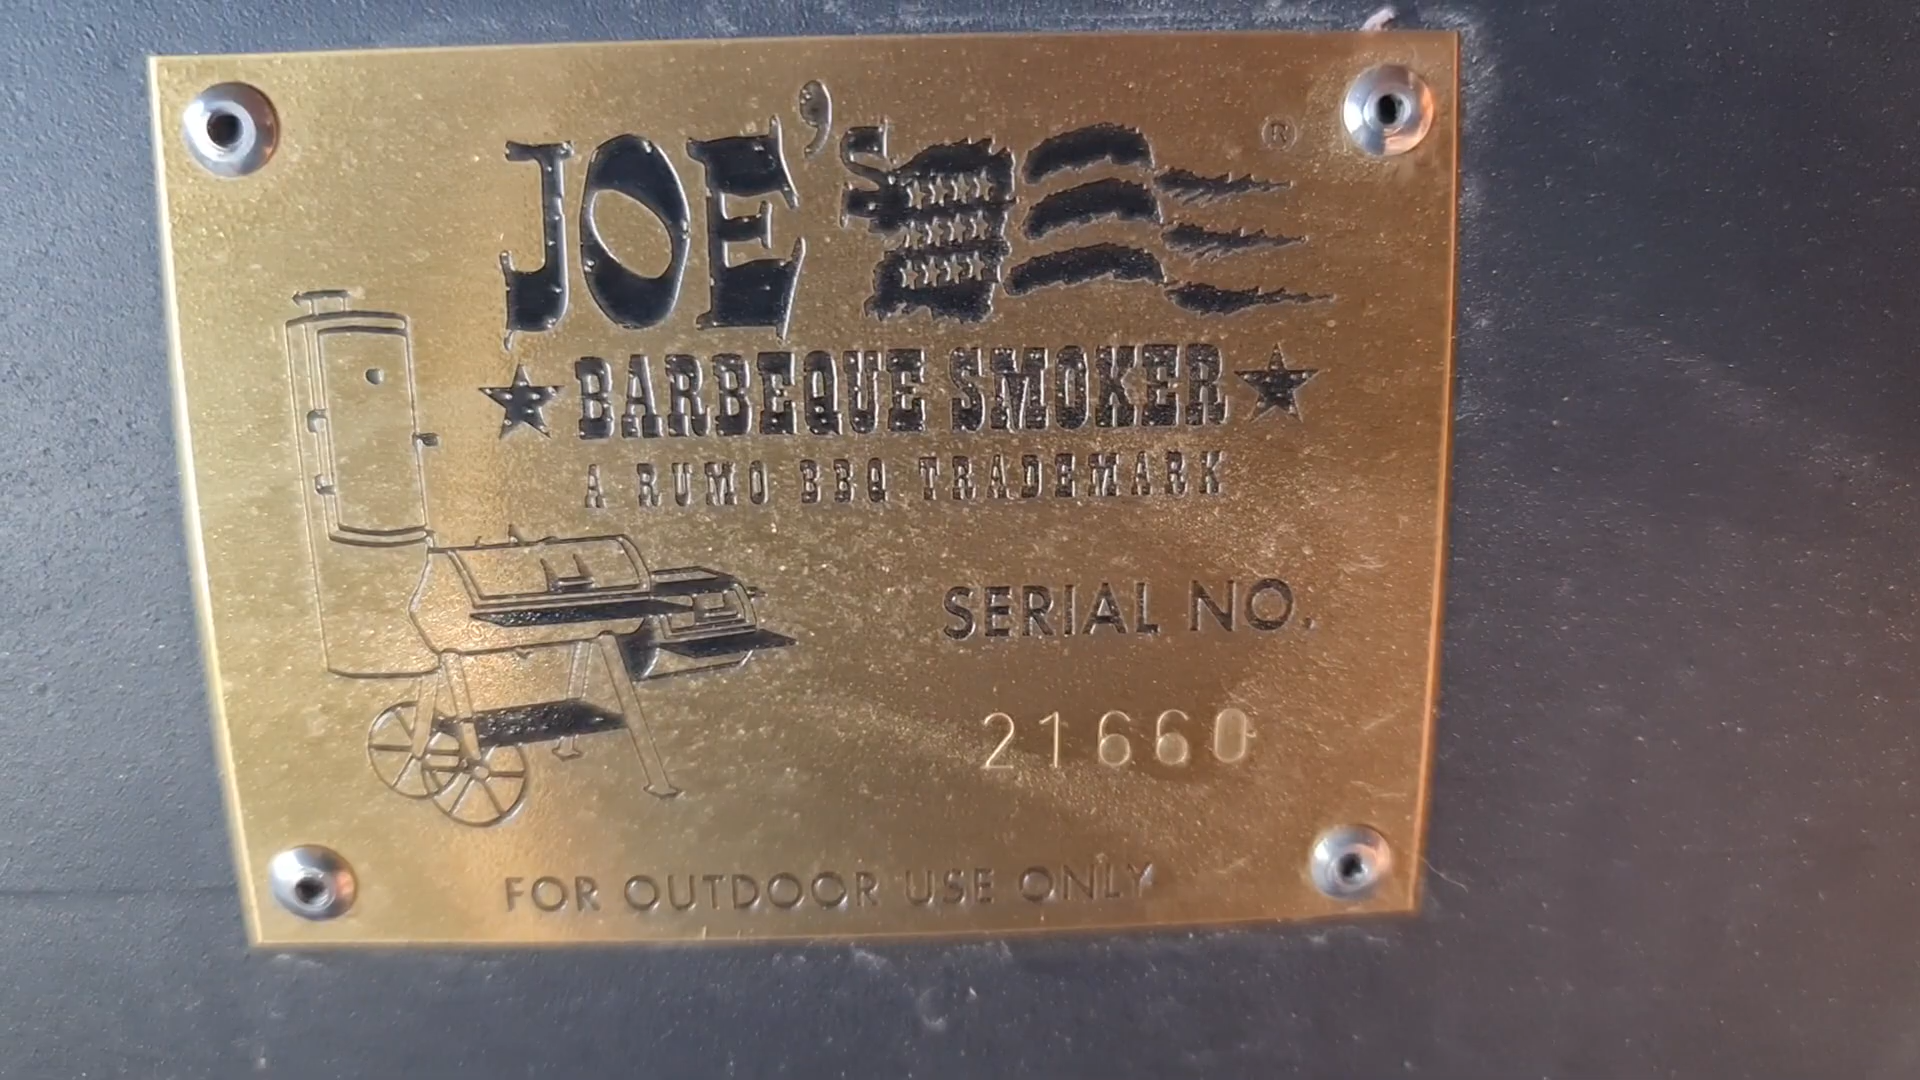 JOE's ®
BARBEQUE SMOKER
A RUMO BBQ TRADEMARK
SERIAL NO.
21660
FOR OUTDOOR USE ONLY